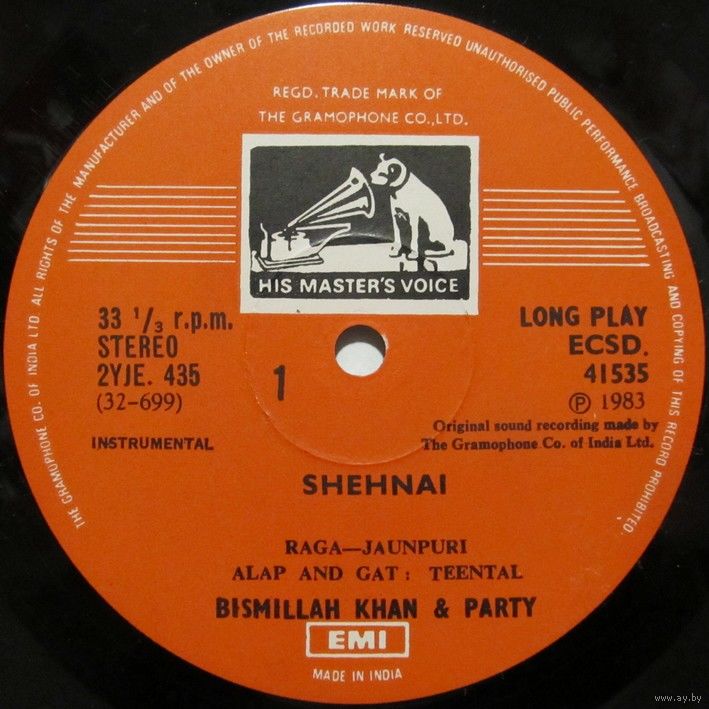 THE GRAMOPHONE CO. OF INDIA LTD. ALL RIGHTS OF THE MANUFACTURER AND OF THE OWNER OF THE RECORDED WORK RESERVED UNAUTHORISED PUBLIC PERFORMANCE BROADCASTING AND COPYING OF THIS RECORD PROHIBITED.
REGD. TRADE MARK OF
THE GRAMOPHONE CO.,LTD.
HIS MASTER'S VOICE
33 1/3 r.p.m.
STEREO
2YJE. 435
(32-699)
INSTRUMENTAL
1
LONG PLAY
ECSD.
41535
Ⓟ 1983
Original sound recording made by
The Gramophone Co. of India Ltd.
SHEHNAI
RAGA—JAUNPURI
ALAP AND GAT: TEENTAL
BISMILLAH KHAN & PARTY
EMI
MADE IN INDIA
www.ay.by